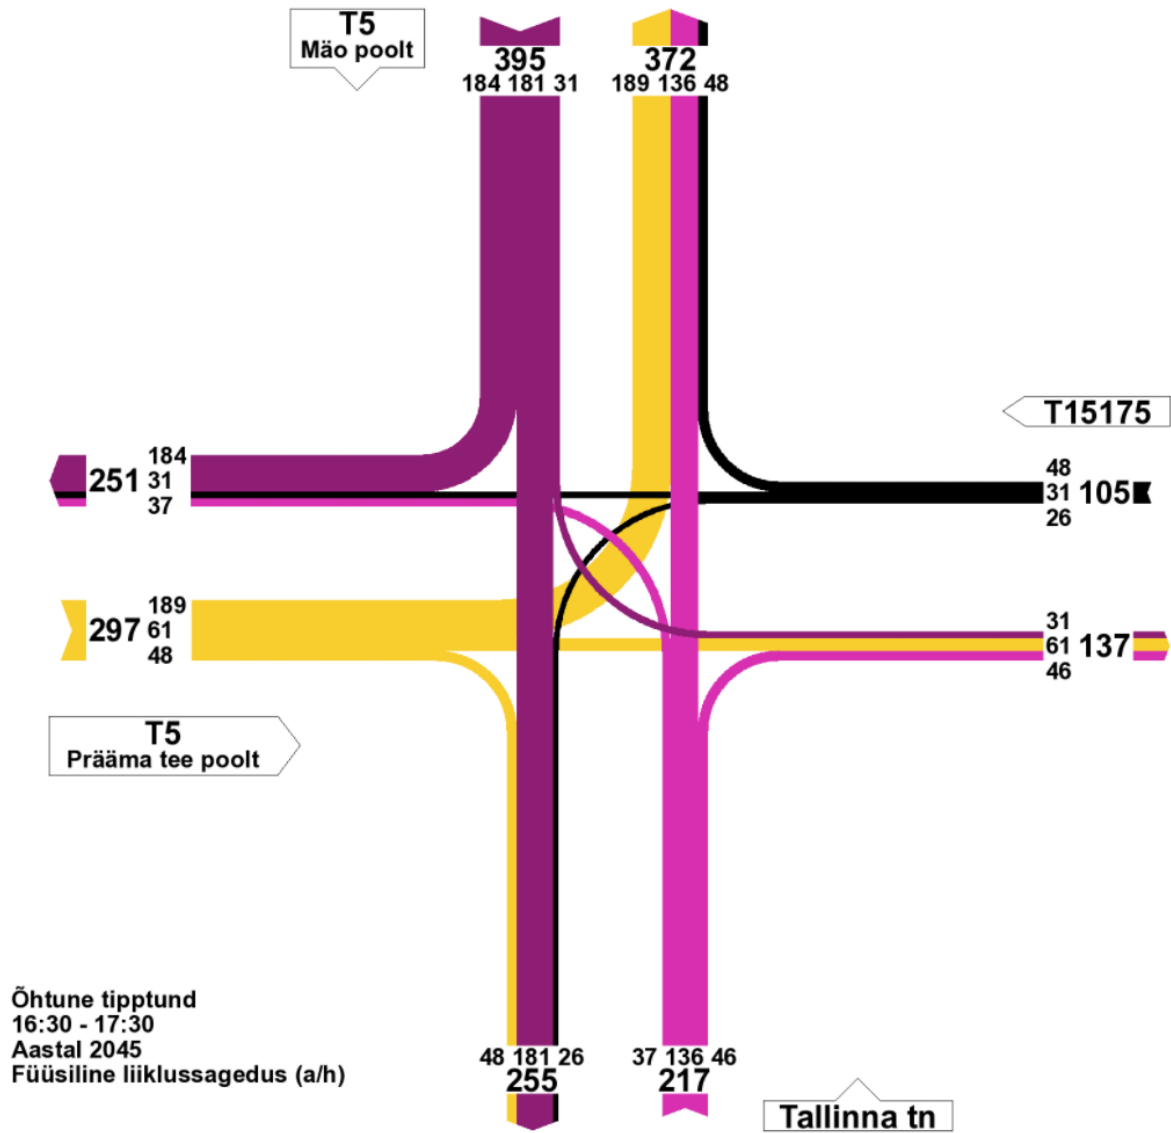 T5
Mäo poolt
395
184 181 31
372
189 136 48
T15175
251
184
31
37
48
31
26
105
297
189
61
48
31
61
46
137
T5
Prääma tee poolt
Õhtune tipptund
16:30 - 17:30
Aastal 2045
Füüsiline liiklussagedus (a/h)
48 181 26
255
37 136 46
217
Tallinna tn